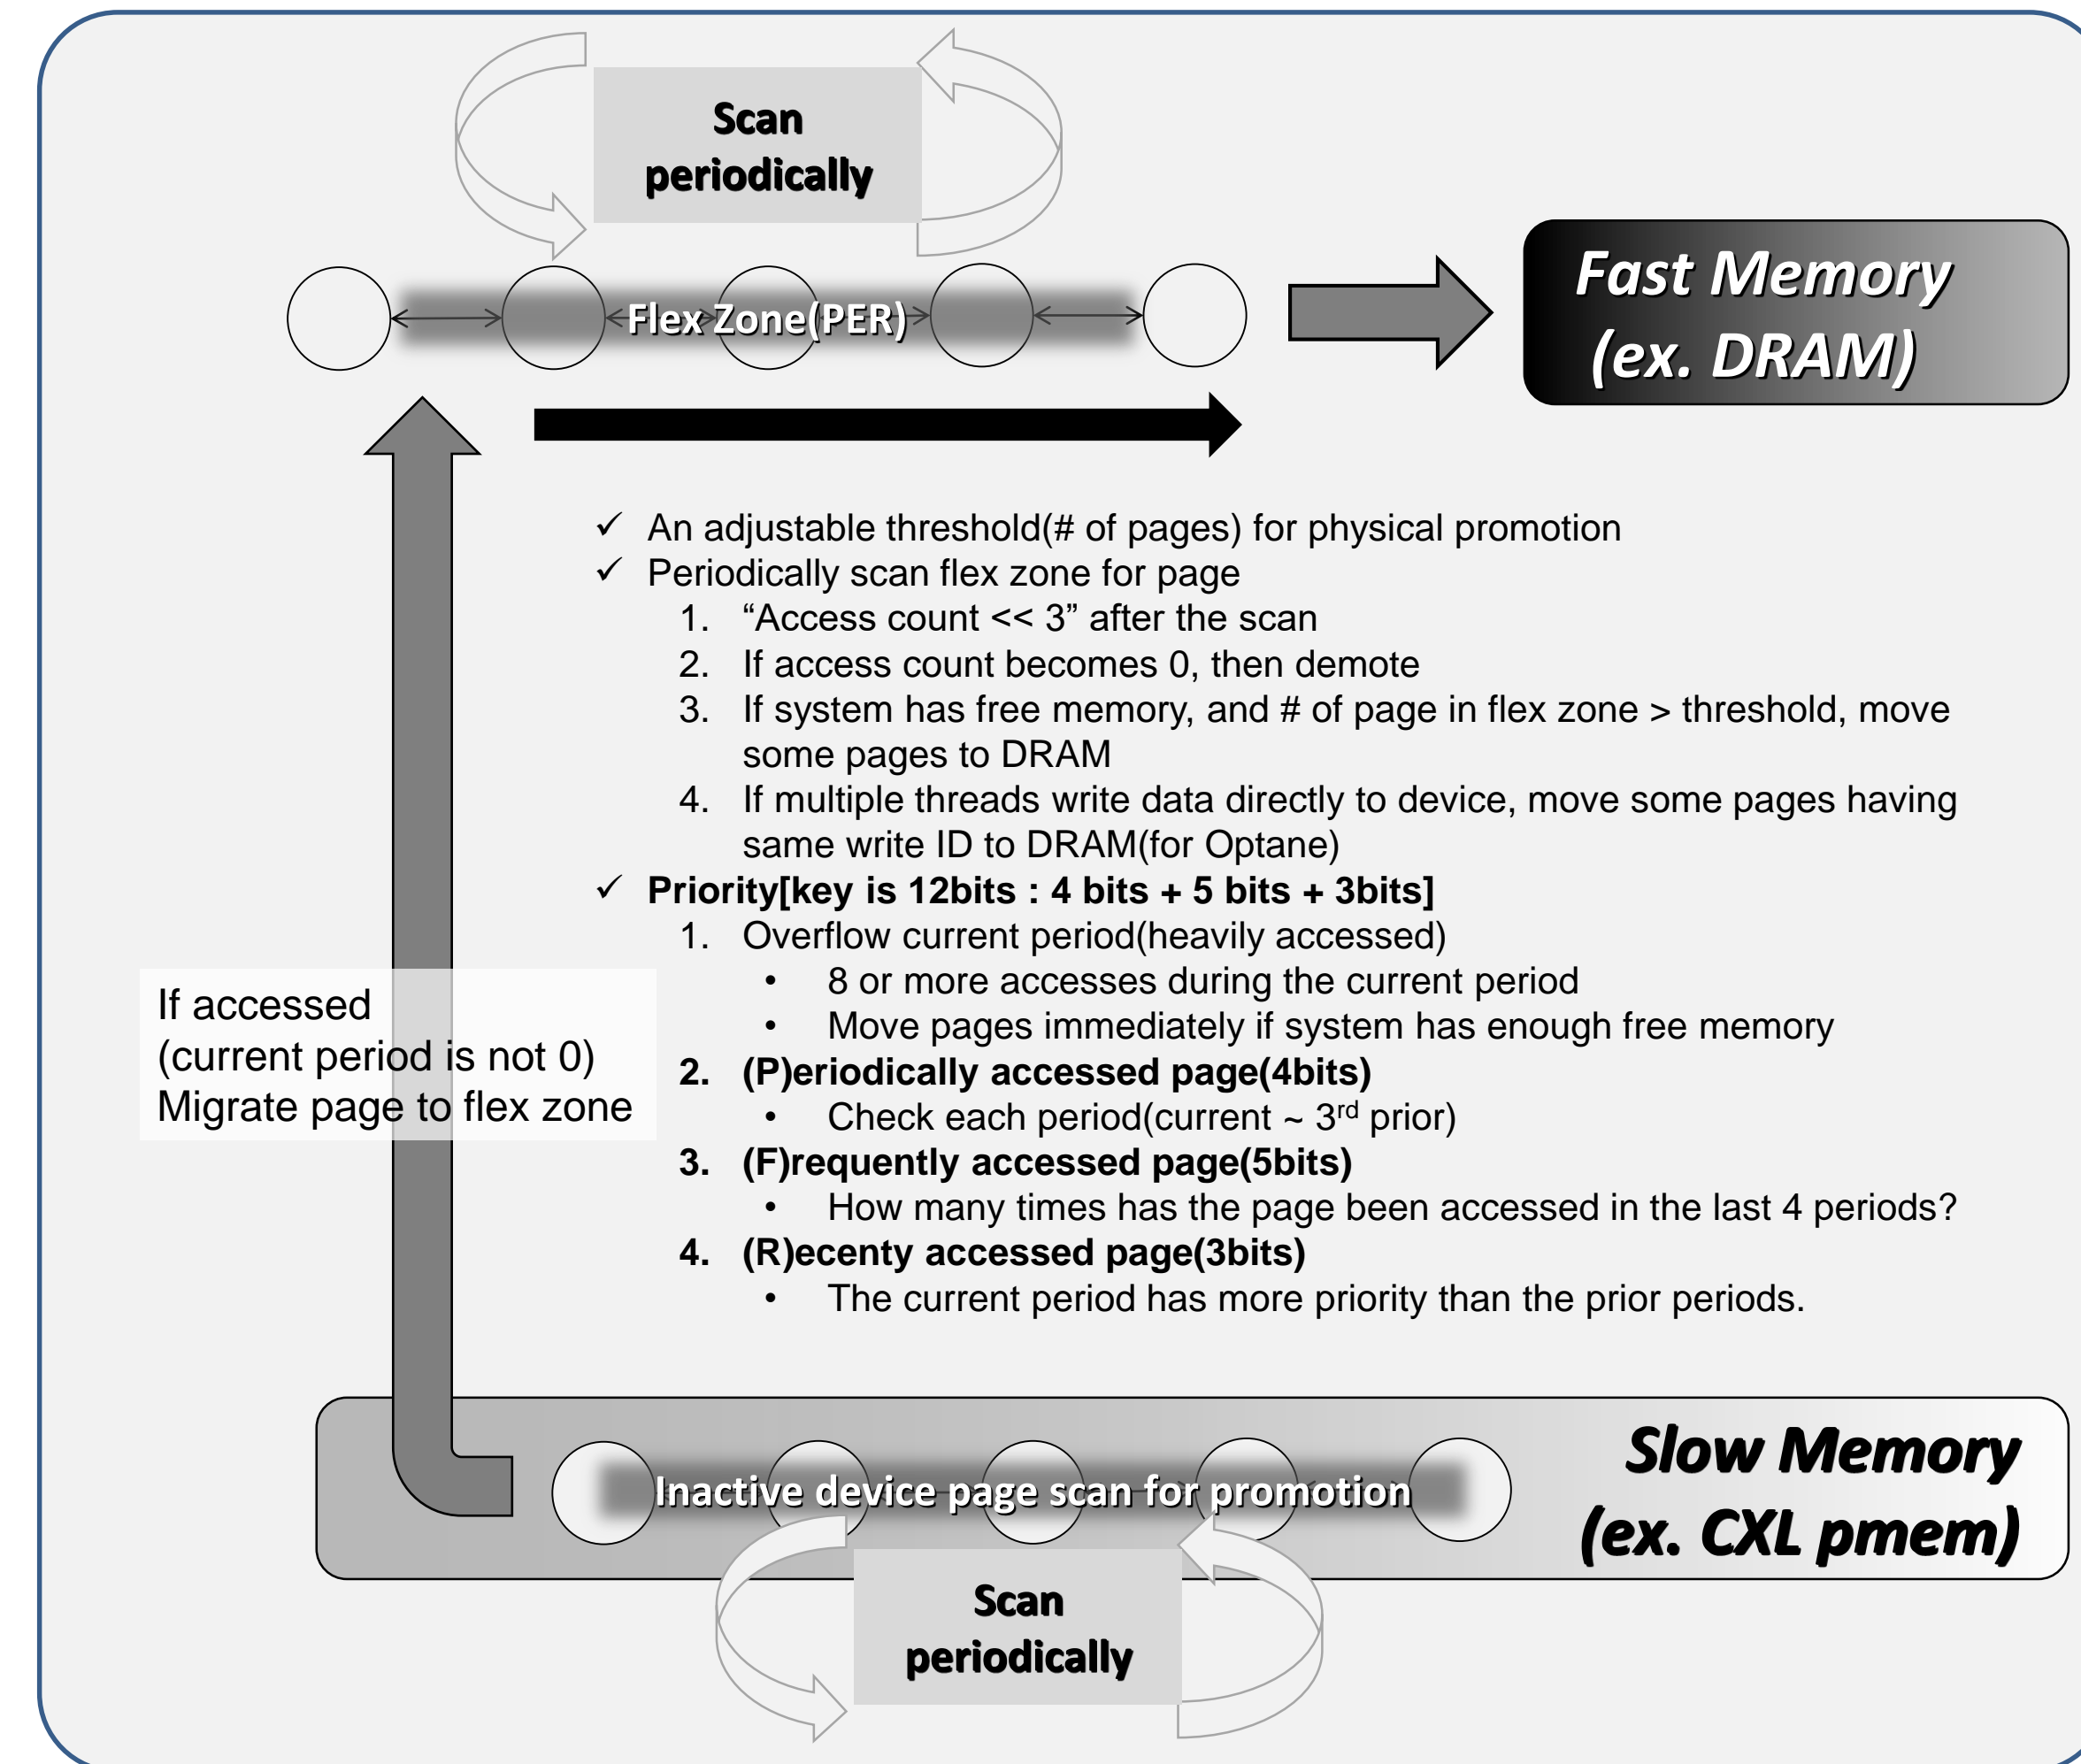 Scan
periodically
Flex Zone(PER)
Fast Memory
(ex. DRAM)
✓ An adjustable threshold(# of pages) for physical promotion
✓ Periodically scan flex zone for page
1. “Access count << 3” after the scan
2. If access count becomes 0, then demote
3. If system has free memory, and # of page in flex zone > threshold, move
some pages to DRAM
4. If multiple threads write data directly to device, move some pages having
same write ID to DRAM(for Optane)
✓ Priority[key is 12bits : 4 bits + 5 bits + 3bits]
1. Overflow current period(heavily accessed)
• 8 or more accesses during the current period
• Move pages immediately if system has enough free memory
2. (P)eriodically accessed page(4bits)
• Check each period(current ~ 3rd prior)
3. (F)requently accessed page(5bits)
• How many times has the page been accessed in the last 4 periods?
4. (R)ecenty accessed page(3bits)
• The current period has more priority than the prior periods.
If accessed
(current period is not 0)
Migrate page to flex zone
Inactive device page scan for promotion
Slow Memory
(ex. CXL pmem)
Scan
periodically